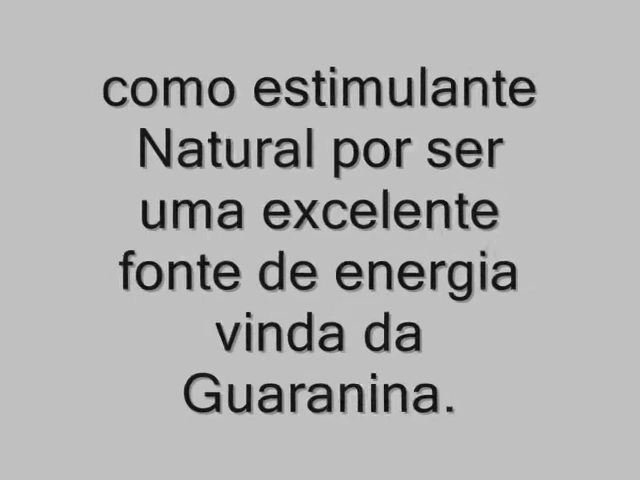 como estimulante
Natural por ser
uma excelente
fonte de energia
vinda da
Guaranina.